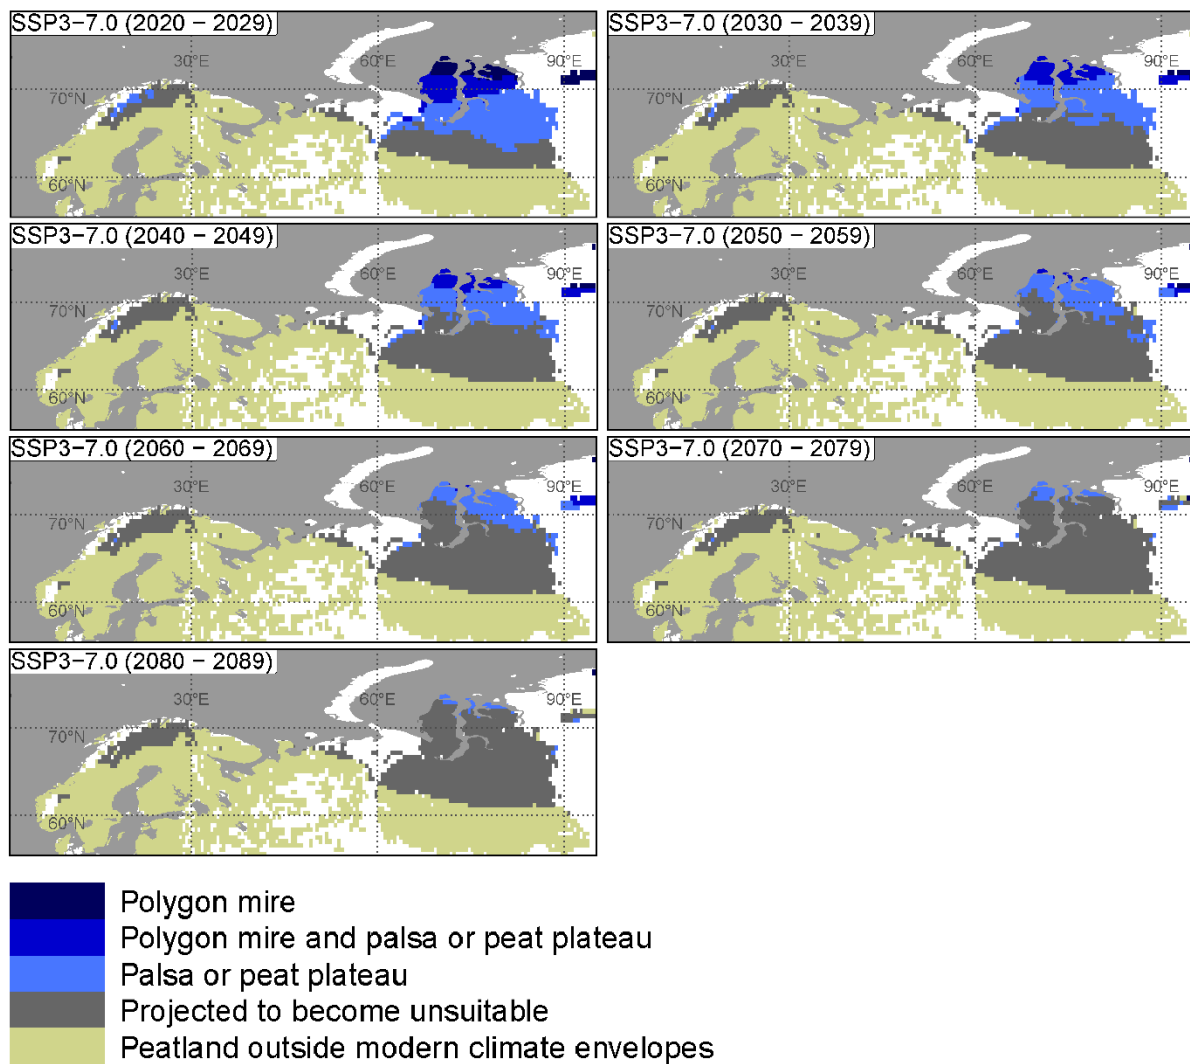 SSP3−7.0 (2020 − 2029)
30°E
60°E
90°E
70°N
60°N
SSP3−7.0 (2030 − 2039)
30°E
60°E
90°E
70°N
60°N
SSP3−7.0 (2040 − 2049)
30°E
60°E
90°E
70°N
60°N
SSP3−7.0 (2050 − 2059)
30°E
60°E
90°E
70°N
60°N
SSP3−7.0 (2060 − 2069)
30°E
60°E
90°E
70°N
60°N
SSP3−7.0 (2070 − 2079)
30°E
60°E
90°E
70°N
60°N
SSP3−7.0 (2080 − 2089)
30°E
60°E
90°E
70°N
60°N
Polygon mire
Polygon mire and palsa or peat plateau
Palsa or peat plateau
Projected to become unsuitable
Peatland outside modern climate envelopes